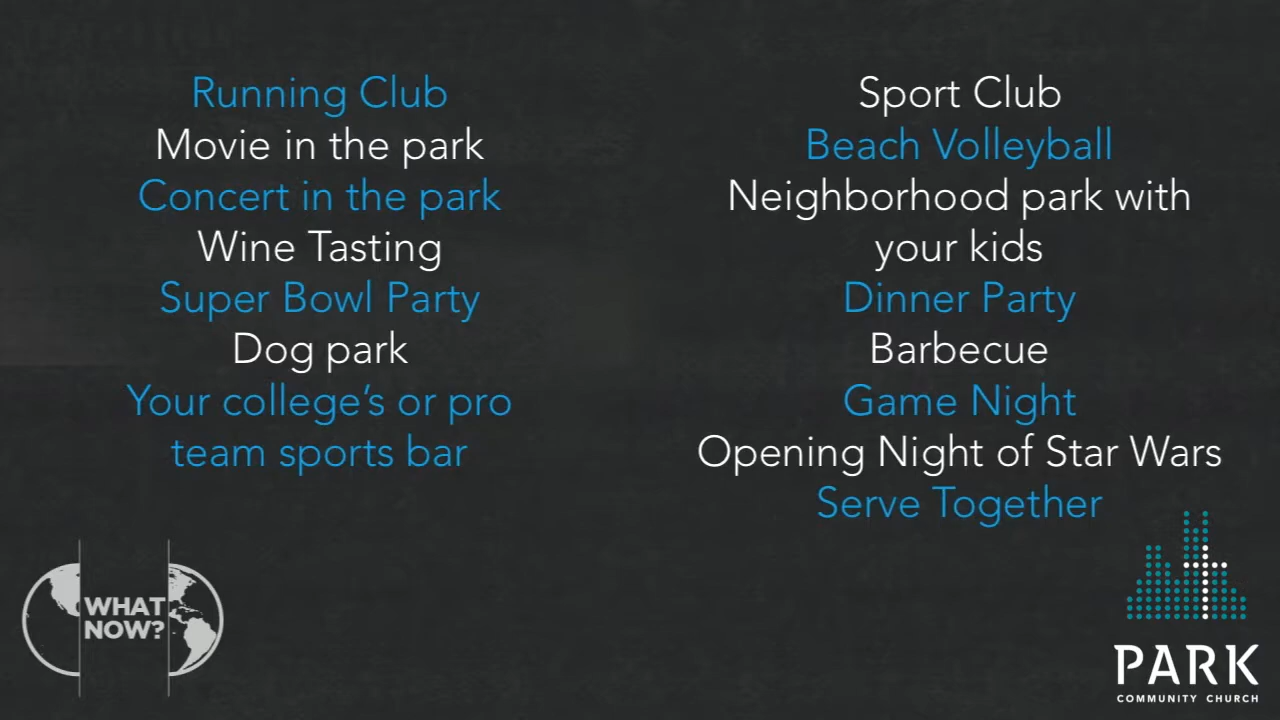 Running Club
Movie in the park
Concert in the park
Wine Tasting
Super Bowl Party
Dog park
Your college's or pro
team sports bar
Sport Club
Beach Volleyball
Neighborhood park with
your kids
Dinner Party
Barbecue
Game Night
Opening Night of Star Wars
Serve Together
WHAT
NOW?
PARK
COMMUNITY CHURCH